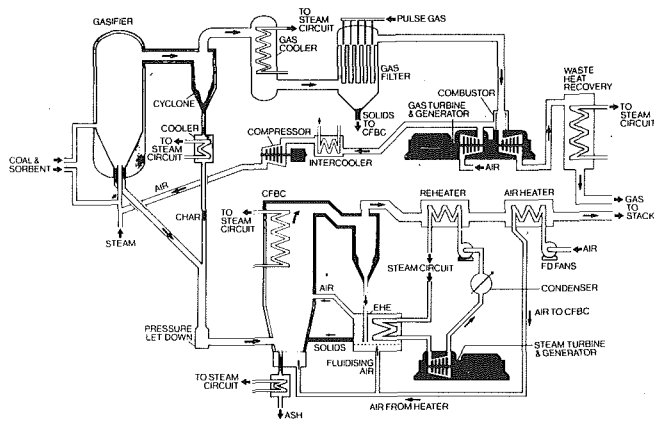 GASIFIER
TO
STEAM
CIRCUIT
GAS
COOLER
PULSE GAS
GAS
FILTER
CYCLONE
COOLER
TO
STEAM
CIRCUIT
SOLIDS
TO
CFBC
COMPRESSOR
INTERCOOLER
COMBUSTOR
GAS TURBINE
& GENERATOR
WASTE
HEAT
RECOVERY
TO
STEAM
CIRCUIT
COAL &
SORBENT
AIR
AIR
STEAM
CHAR
GAS
TO
STACK
CFBC
TO
STEAM
CIRCUIT
REHEATER
AIR HEATER
AIR
STEAM CIRCUIT
FD FANS
AIR
CONDENSER
EHE
AIR TO CFBC
PRESSURE
LET DOWN
SOLIDS
FLUIDISING
AIR
STEAM TURBINE
& GENERATOR
TO STEAM
CIRCUIT
ASH
AIR FROM HEATER